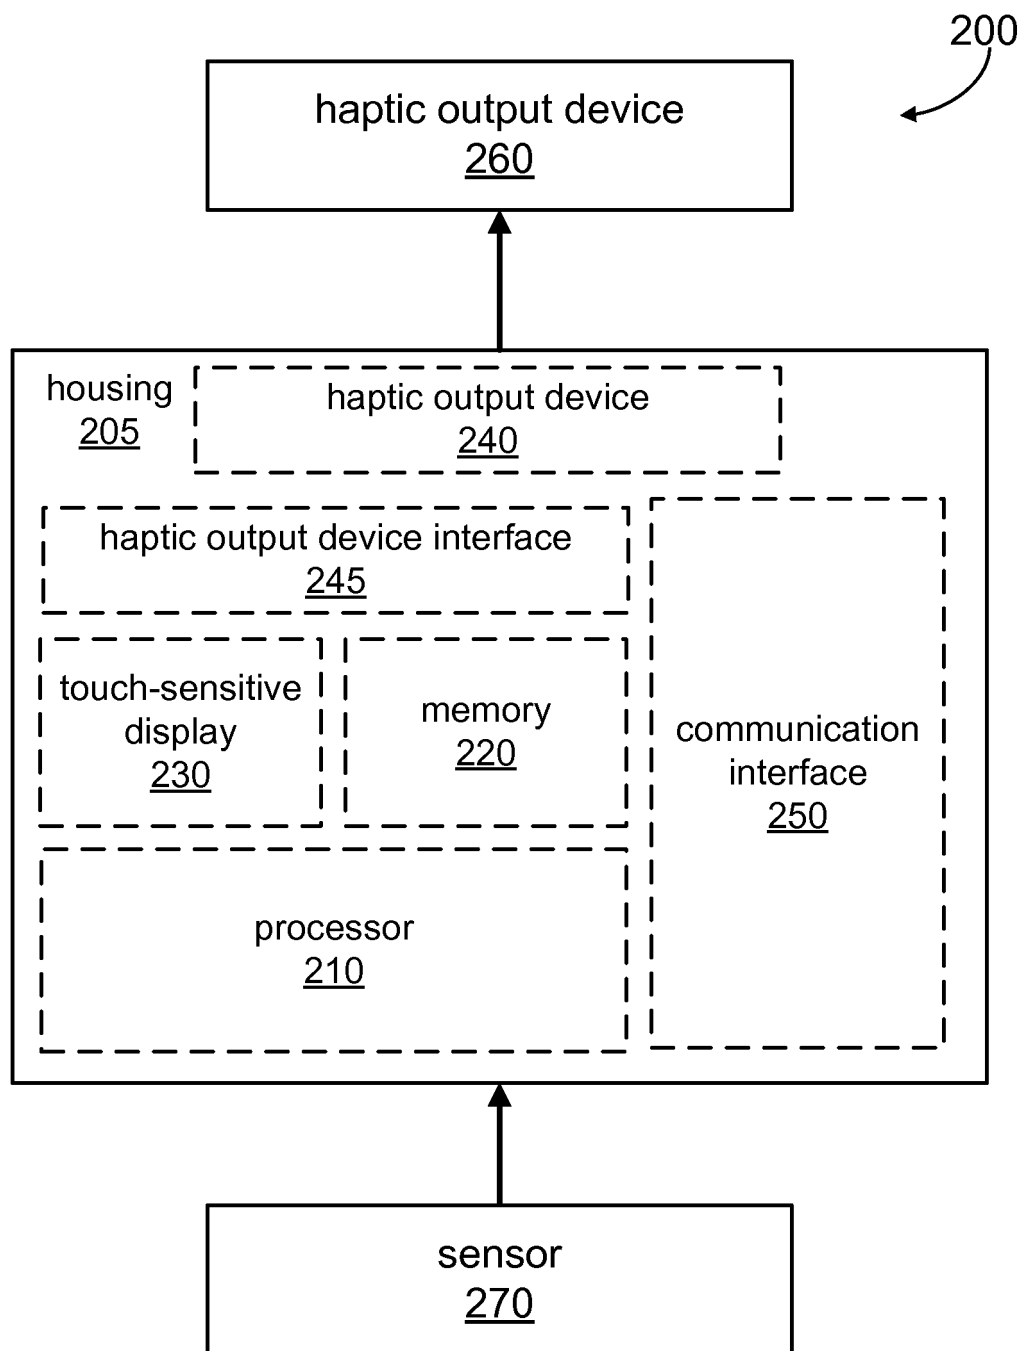 200
haptic output device
260
housing
205
haptic output device
240
haptic output device interface
245
touch-sensitive
display
230
memory
220
communication
interface
250
processor
210
sensor
270